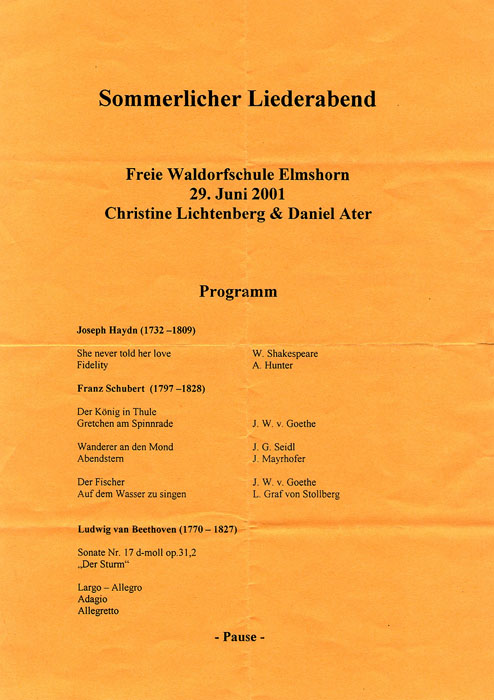 Sommerlicher Liederabend
Freie Waldorfschule Elmshorn
29. Juni 2001
Christine Lichtenberg & Daniel Ater
Programm
Joseph Haydn (1732 –1809)
She never told her love W. Shakespeare
Fidelity A. Hunter
Franz Schubert (1797 –1828)
Der König in Thule
Gretchen am Spinnrade J. W. v. Goethe
Wanderer an den Mond J. G. Seidl
Abendstern J. Mayrhofer
Der Fischer J. W. v. Goethe
Auf dem Wasser zu singen L. Graf von Stollberg
Ludwig van Beethoven (1770 – 1827)
Sonate Nr. 17 d-moll op.31,2
„Der Sturm“
Largo – Allegro
Adagio
Allegretto
- Pause -